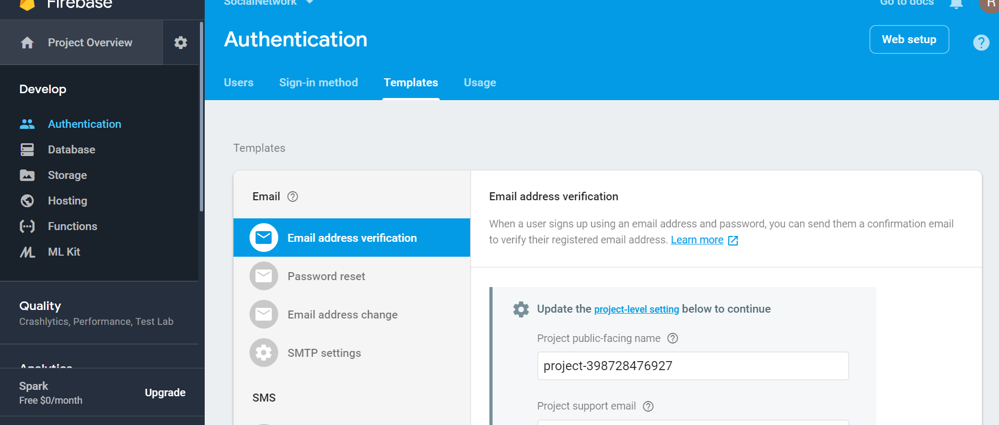 Firebase
SocialNetwork
Go to docs
R
Project Overview
Authentication
Web setup
Users
Sign-in method
Templates
Usage
Develop
Authentication
Database
Storage
Hosting
Functions
ML Kit
Quality
Crashlytics, Performance, Test Lab
Analytics
Spark
Free $0/month
Upgrade
Templates
Email
Email address verification
Password reset
Email address change
SMTP settings
SMS
Email address verification
When a user signs up using an email address and password, you can send them a confirmation email
to verify their registered email address. Learn more
Update the project-level setting below to continue
Project public-facing name
project-398728476927
Project support email